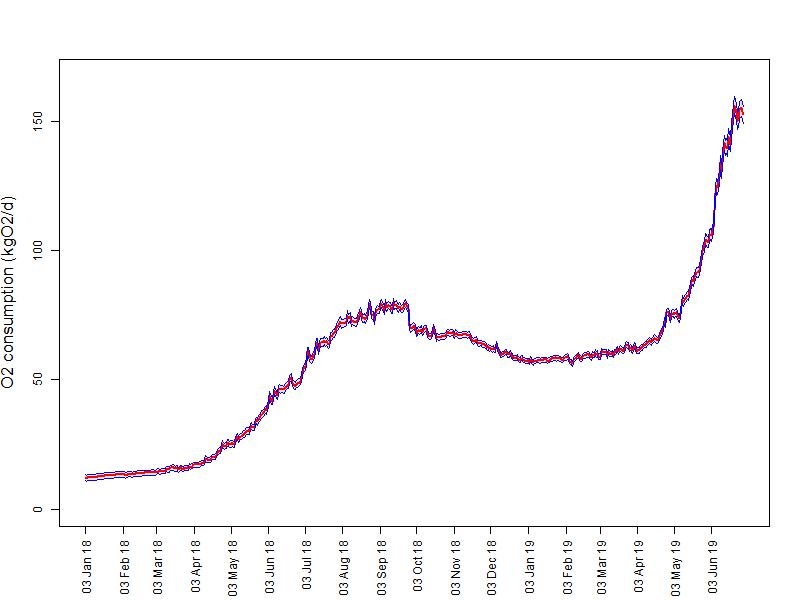 O2 consumption (kgO2/d)
150
100
50
0
03 Jan 18
03 Feb 18
03 Mar 18
03 Apr 18
03 May 18
03 Jun 18
03 Jul 18
03 Aug 18
03 Sep 18
03 Oct 18
03 Nov 18
03 Dec 18
03 Jan 19
03 Feb 19
03 Mar 19
03 Apr 19
03 May 19
03 Jun 19